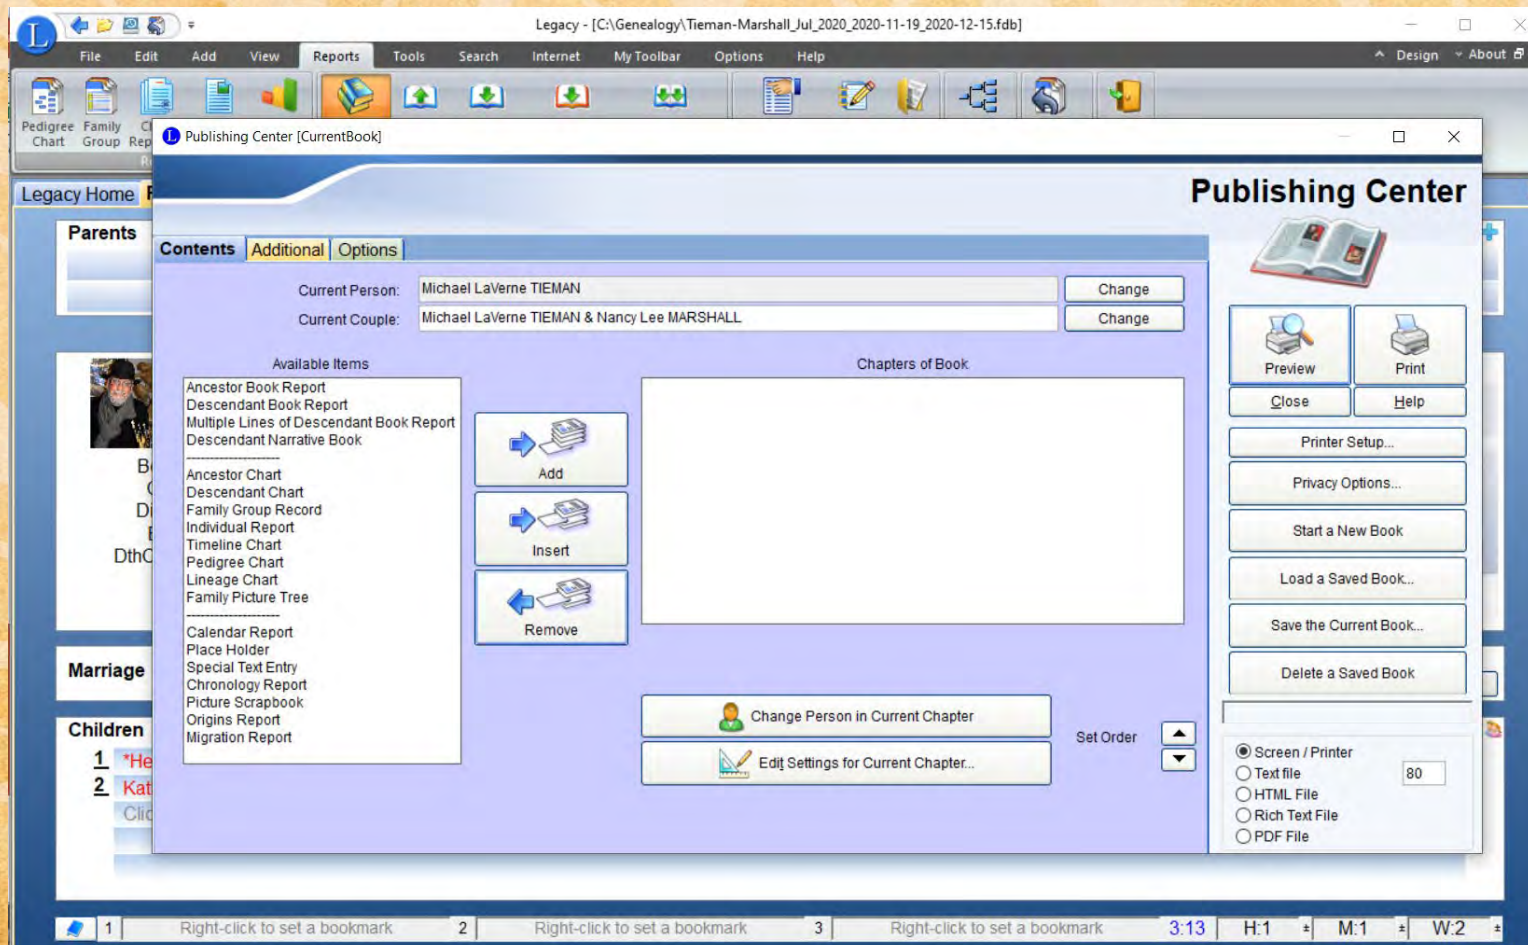 L
Legacy - [C:\Genealogy\Tieman-Marshall_Jul_2020_2020-11-19_2020-12-15.fdb]
File Edit Add View Reports Tools Search Internet My Toolbar Options Help
Design About
Pedigree Chart
Family Group
Publishing Center [CurrentBook]
Legacy Home
Publishing Center
Contents Additional Options
Current Person: Michael LaVerne TIEMAN Change
Current Couple: Michael LaVerne TIEMAN & Nancy Lee MARSHALL Change
Available Items
Ancestor Book Report
Descendant Book Report
Multiple Lines of Descendant Book Report
Descendant Narrative Book
--------------------
Ancestor Chart
Descendant Chart
Family Group Record
Individual Report
Timeline Chart
Pedigree Chart
Lineage Chart
Family Picture Tree
--------------------
Calendar Report
Place Holder
Special Text Entry
Chronology Report
Picture Scrapbook
Origins Report
Migration Report
Add
Insert
Remove
Chapters of Book
Change Person in Current Chapter
Edit Settings for Current Chapter...
Set Order
Preview Print
Close Help
Printer Setup...
Privacy Options...
Start a New Book
Load a Saved Book...
Save the Current Book...
Delete a Saved Book
Screen / Printer
Text file 80
HTML File
Rich Text File
PDF File
Parents
Marriage
Children
1 *He
2 Kat
1 Right-click to set a bookmark 2 Right-click to set a bookmark 3 Right-click to set a bookmark 3:13 H:1 M:1 W:2